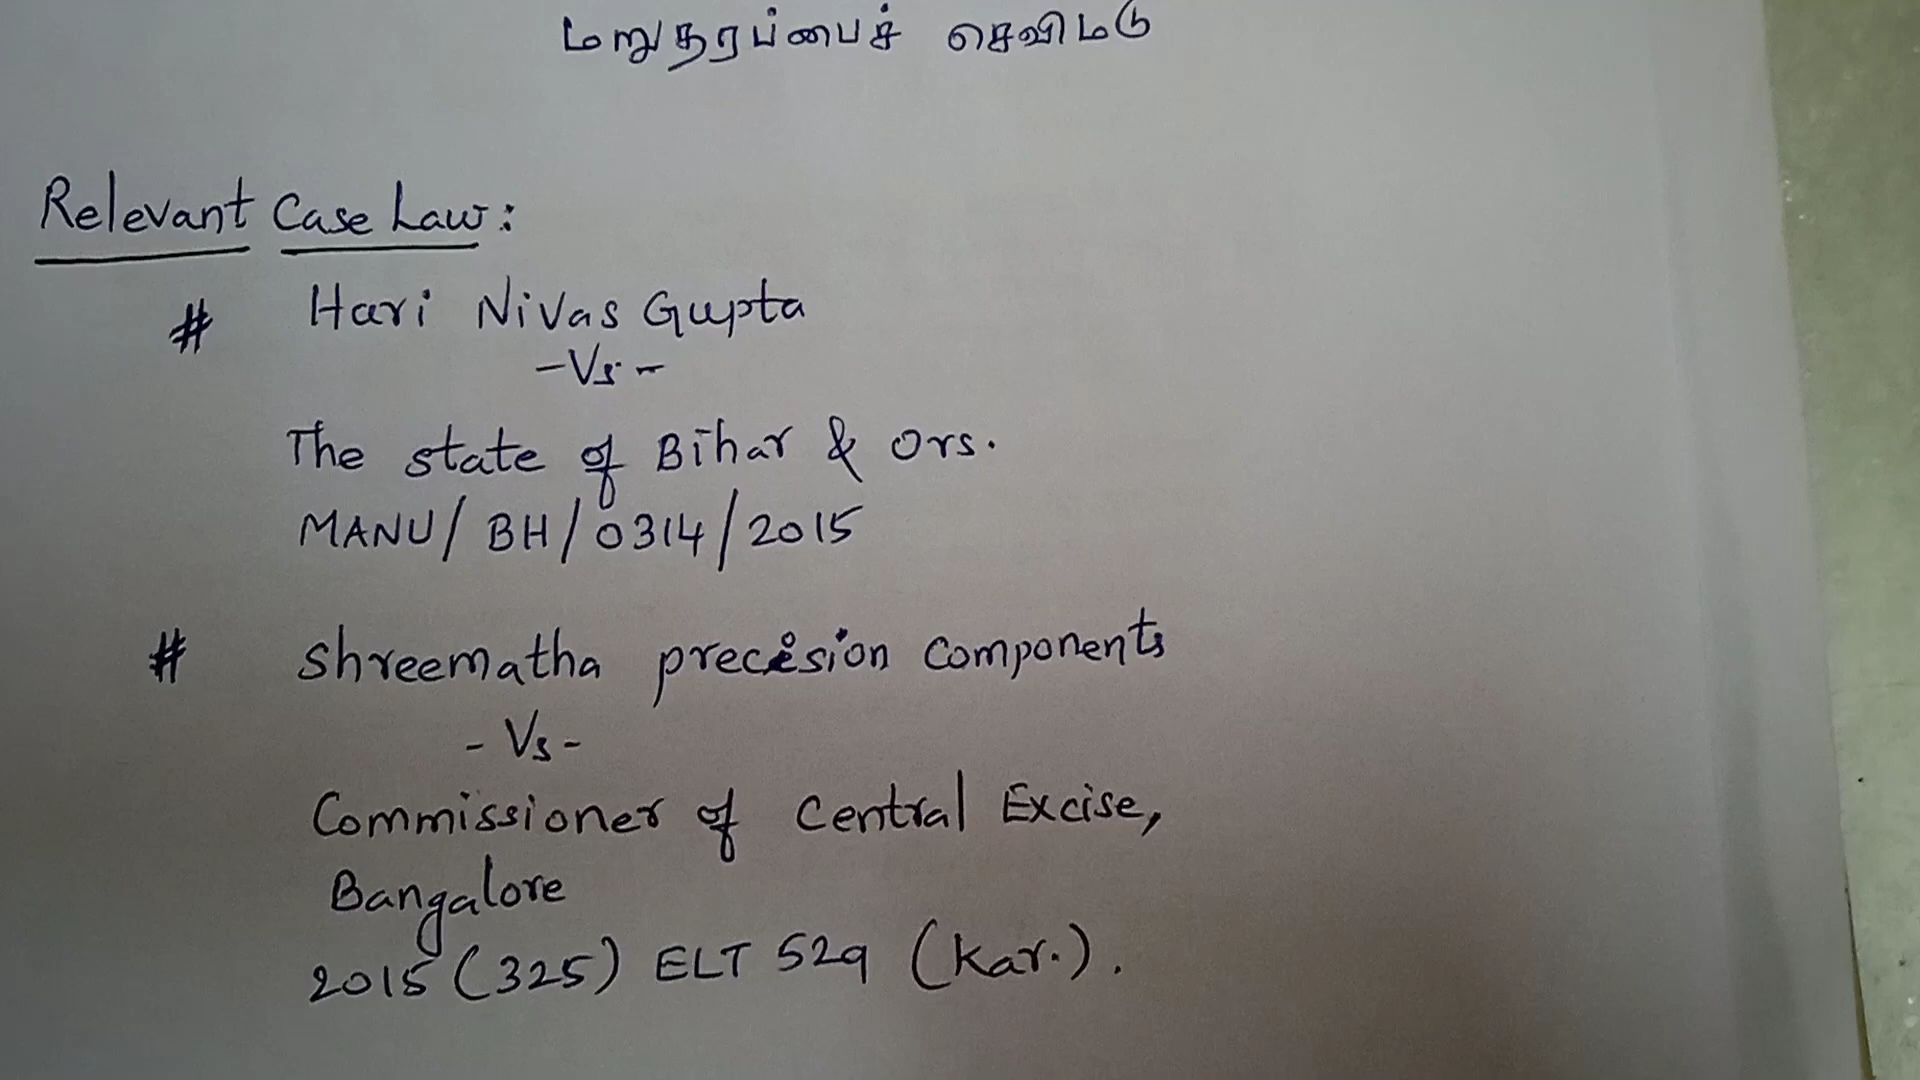 மறுதரப்பைச் செவிமடு
Relevant Case Law:
# Hari Nivas Gupta
-Vs-
The state of Bihar & Ors.
MANU/BH/0314/2015
# Shreematha precision components
-Vs-
Commissioner of Central Excise,
Bangalore
2015 (325) ELT 529 (Kar.).